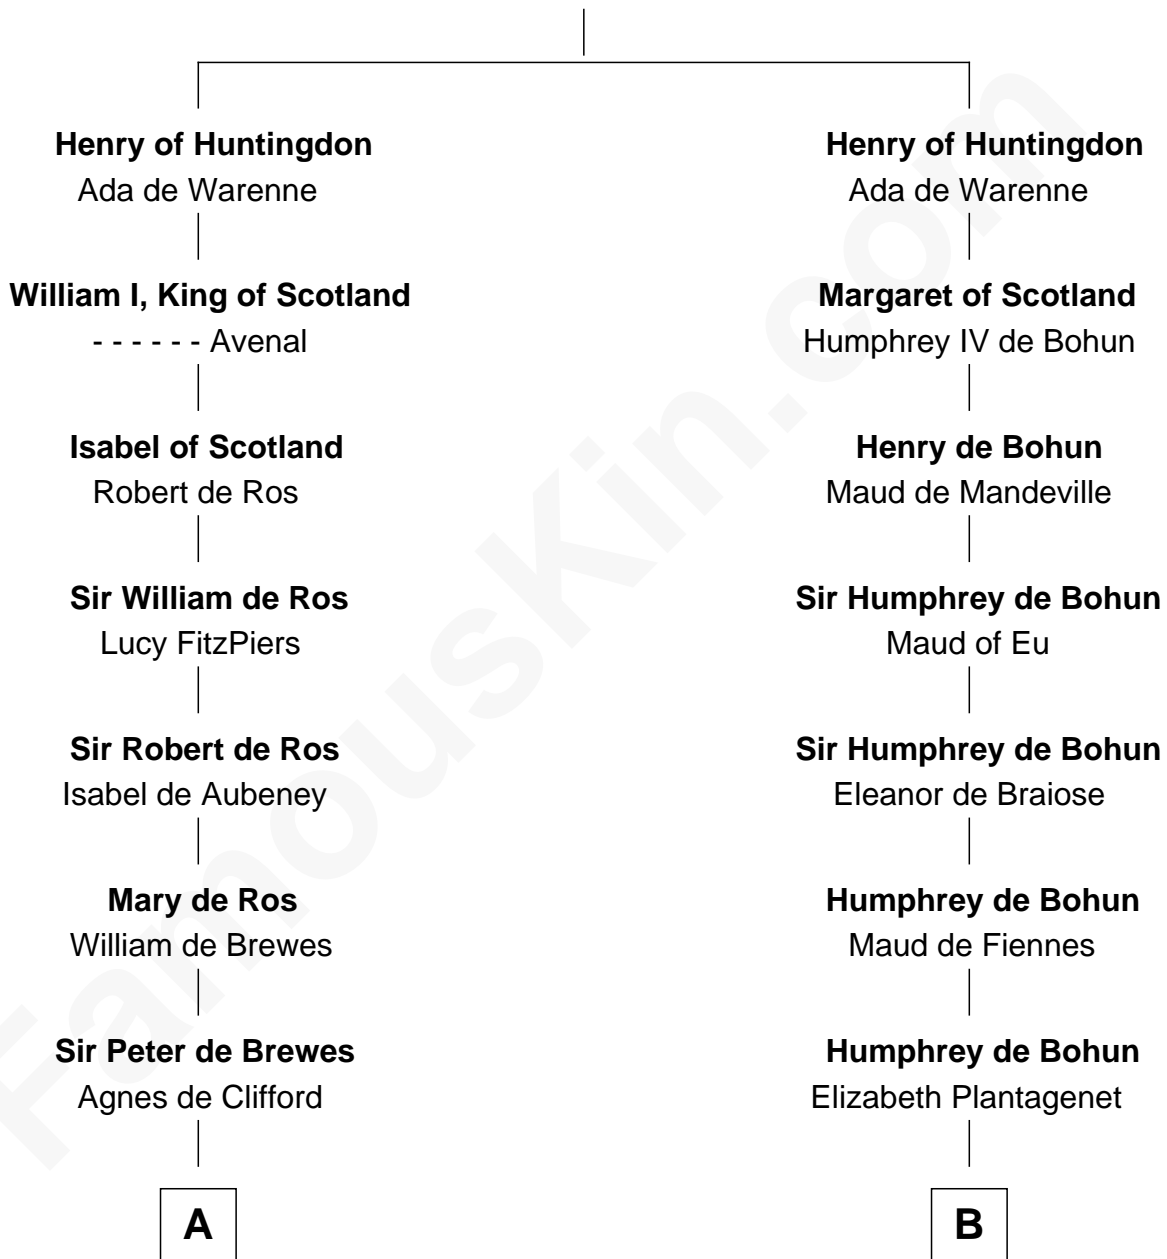 Henry of Huntingdon
Ada de Warenne
William I, King of Scotland
- - - - - - Avenal
Isabel of Scotland
Robert de Ros
Sir William de Ros
Lucy FitzPiers
Sir Robert de Ros
Isabel de Aubeney
Mary de Ros
William de Brewes
Sir Peter de Brewes
Agnes de Clifford
A
Henry of Huntingdon
Ada de Warenne
Margaret of Scotland
Humphrey IV de Bohun
Henry de Bohun
Maud de Mandeville
Sir Humphrey de Bohun
Maud of Eu
Sir Humphrey de Bohun
Eleanor de Braiose
Humphrey de Bohun
Maud de Fiennes
Humphrey de Bohun
Elizabeth Plantagenet
B
FamousKin.com